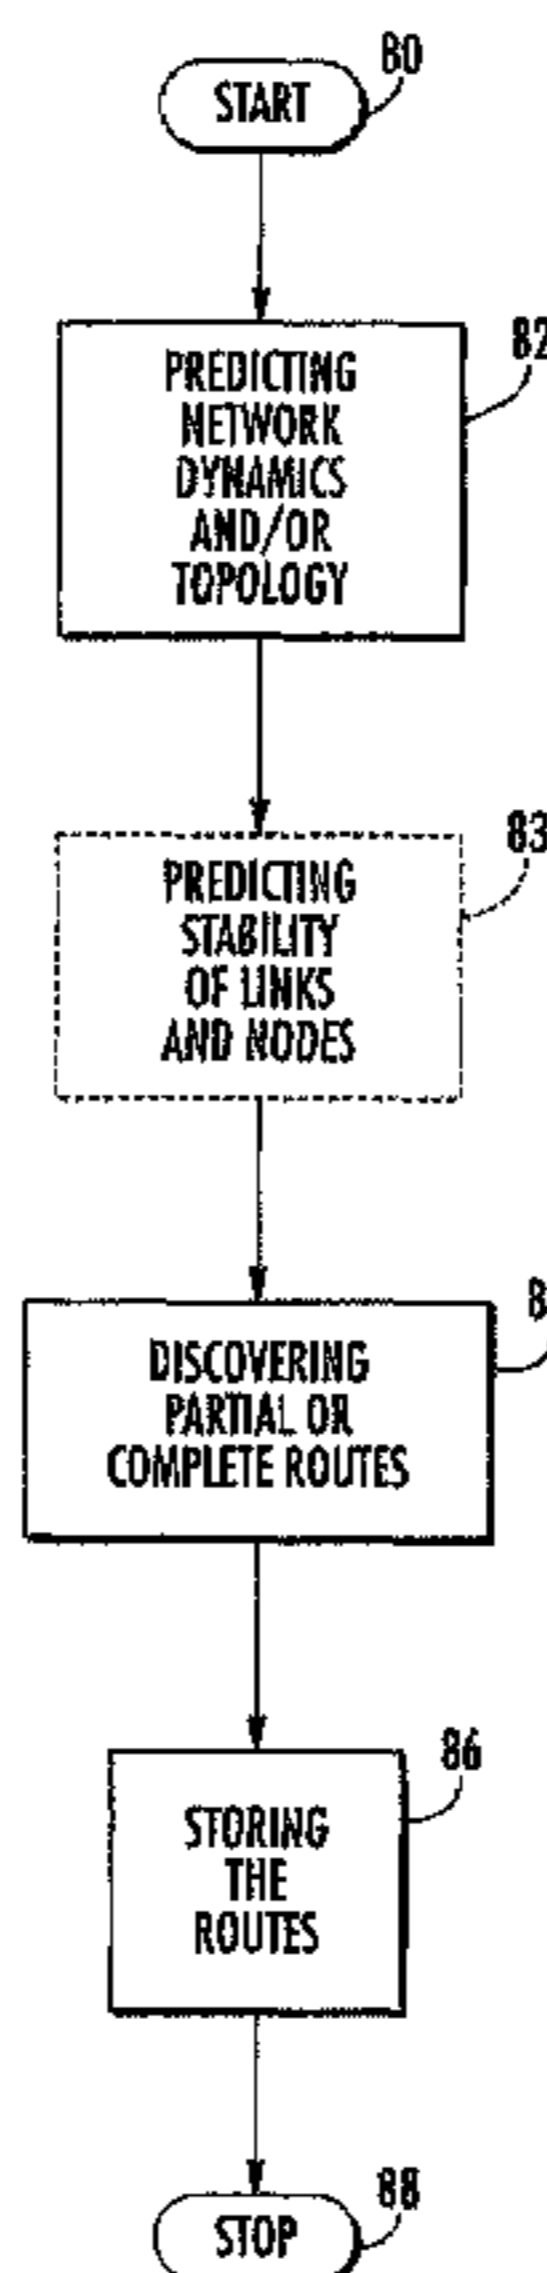 80
START
82
PREDICTING
NETWORK
DYNAMICS
AND/OR
TOPOLOGY
83
PREDICTING
STABILITY
OF LINKS
AND NODES
8
DISCOVERING
PARTIAL OR
COMPLETE ROUTES
86
STORING
THE
ROUTES
88
STOP